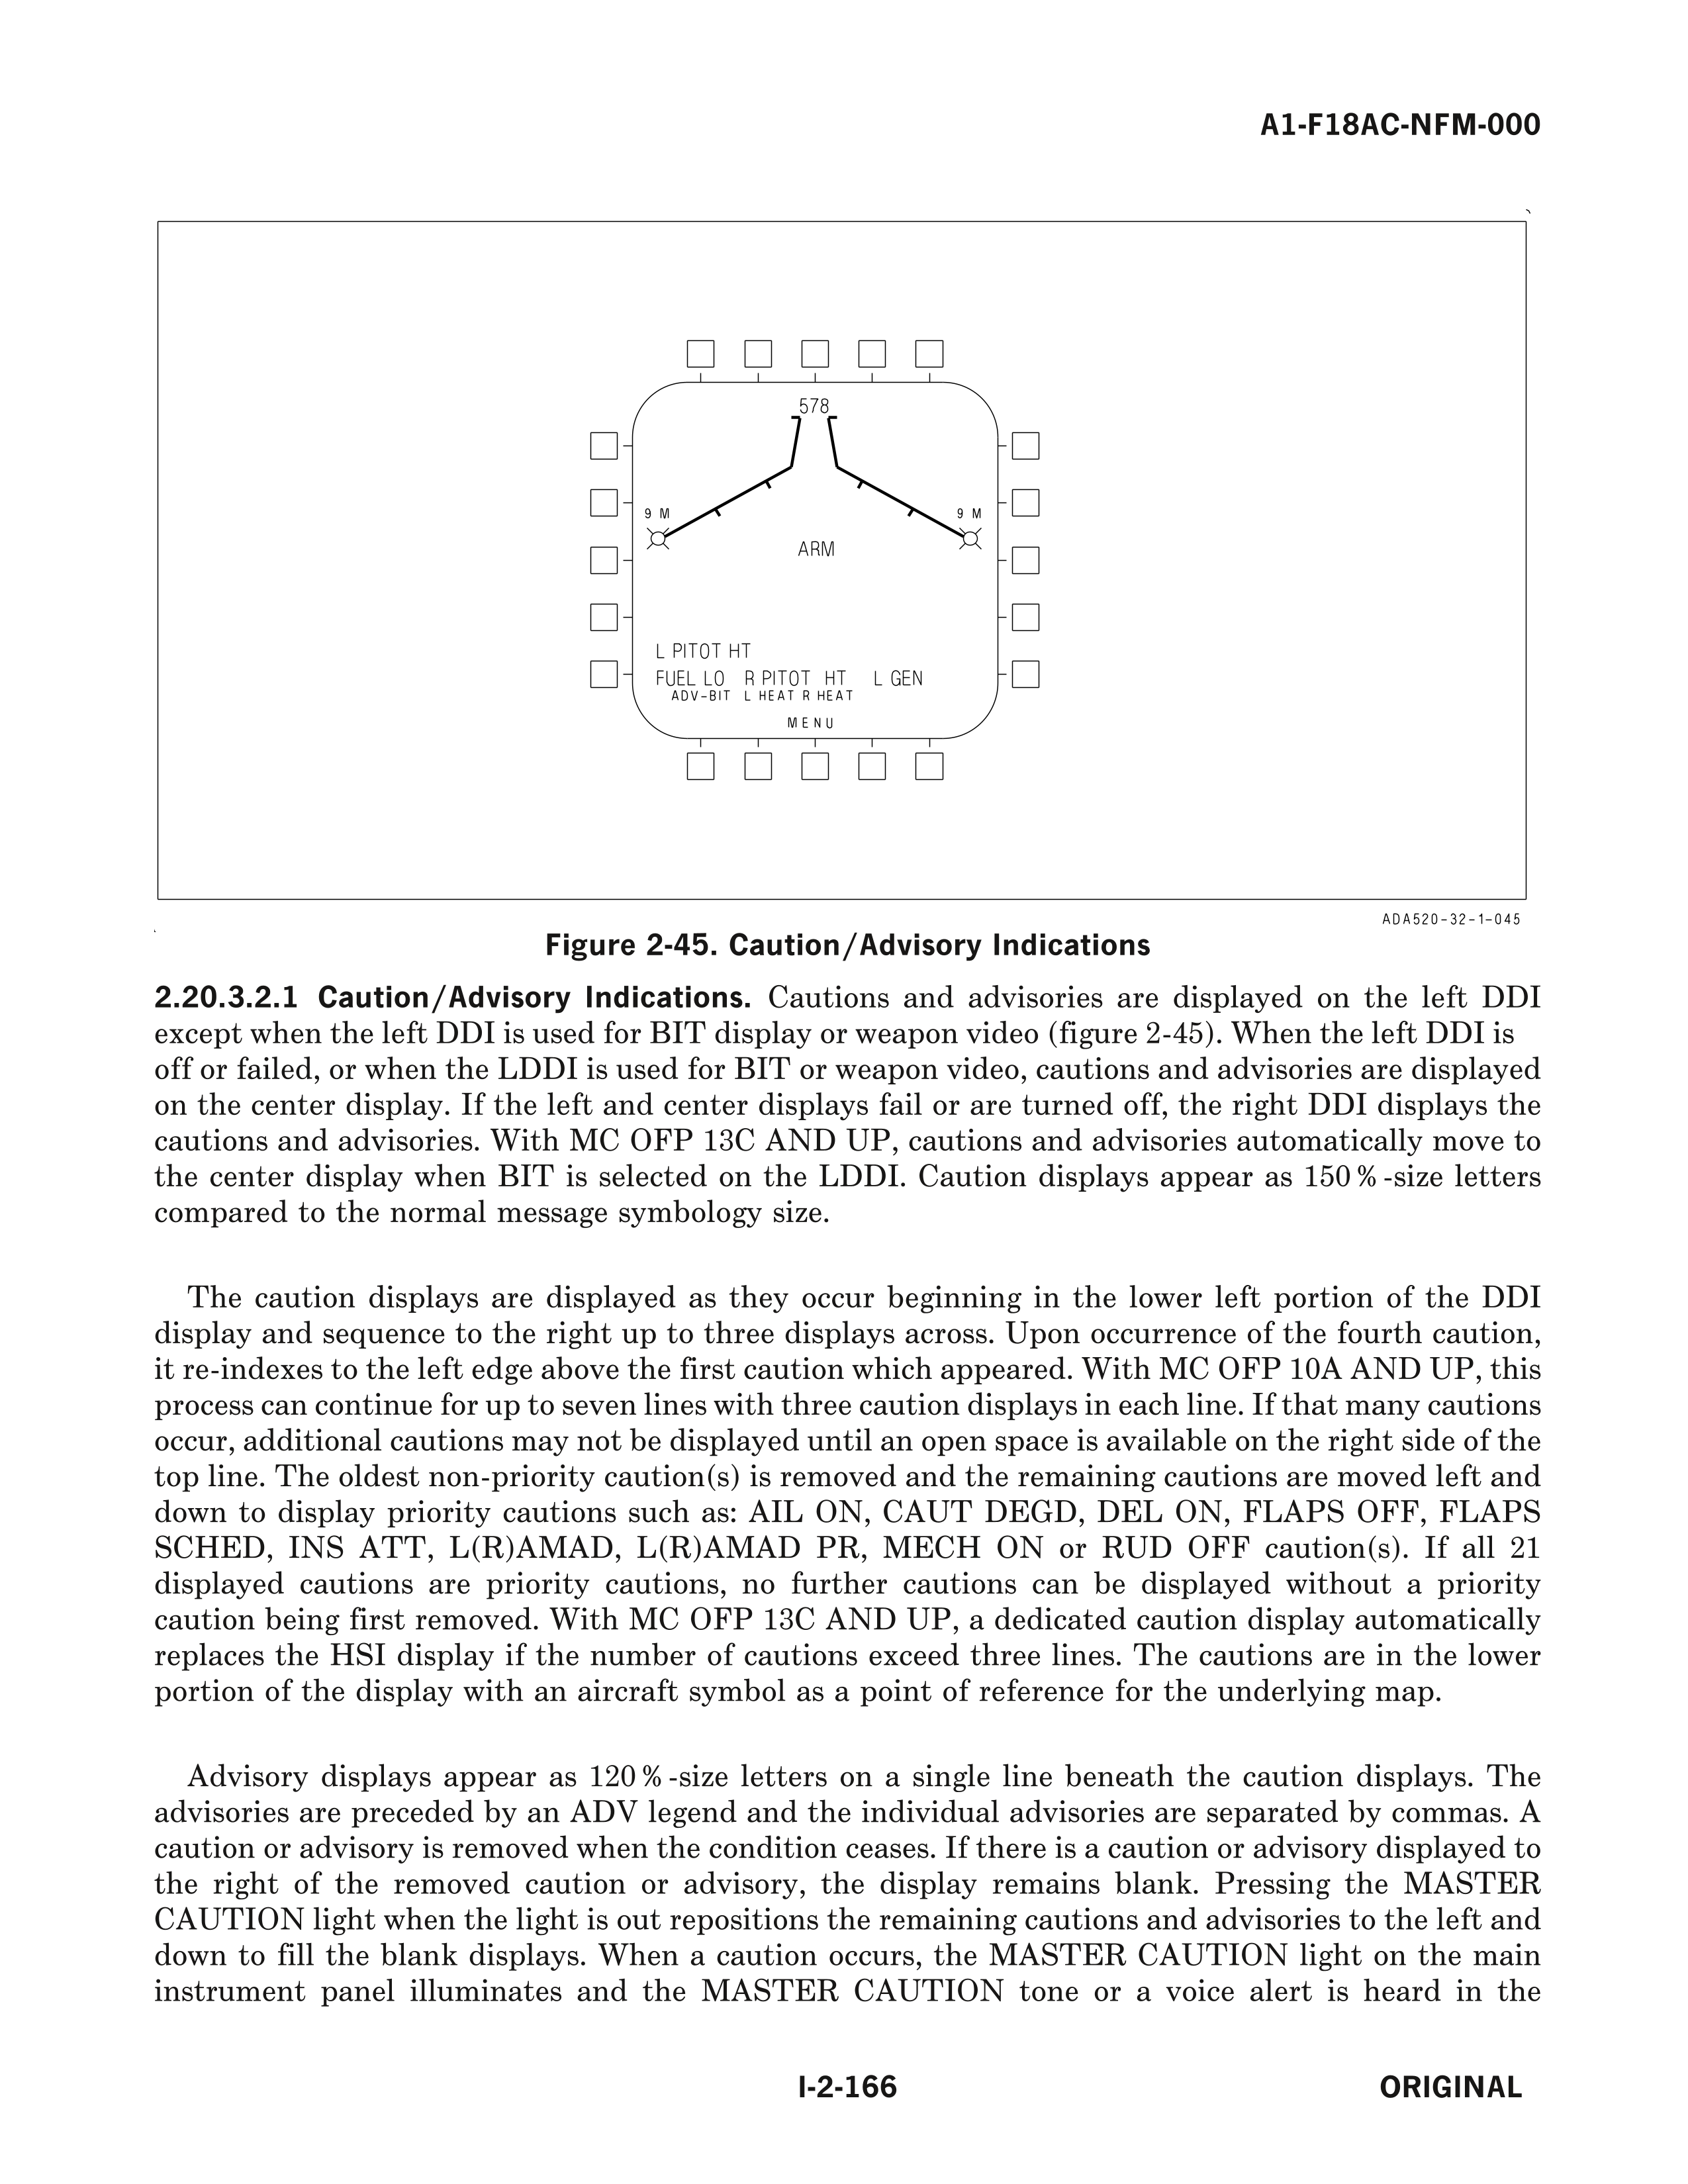 A1-F18AC-NFM-000
578
9 M
9 M
ARM
L PITOT HT
FUEL LO R PITOT HT L GEN
ADV-BIT L HEAT R HEAT
MENU
ADA520-32-1-045
Figure 2-45. Caution/Advisory Indications
2.20.3.2.1 Caution/Advisory Indications. Cautions and advisories are displayed on the left DDI
except when the left DDI is used for BIT display or weapon video (figure 2-45). When the left DDI is
off or failed, or when the LDDI is used for BIT or weapon video, cautions and advisories are displayed
on the center display. If the left and center displays fail or are turned off, the right DDI displays the
cautions and advisories. With MC OFP 13C AND UP, cautions and advisories automatically move to
the center display when BIT is selected on the LDDI. Caution displays appear as 150%-size letters
compared to the normal message symbology size.
The caution displays are displayed as they occur beginning in the lower left portion of the DDI
display and sequence to the right up to three displays across. Upon occurrence of the fourth caution,
it re-indexes to the left edge above the first caution which appeared. With MC OFP 10A AND UP, this
process can continue for up to seven lines with three caution displays in each line. If that many cautions
occur, additional cautions may not be displayed until an open space is available on the right side of the
top line. The oldest non-priority caution(s) is removed and the remaining cautions are moved left and
down to display priority cautions such as: AIL ON, CAUT DEGD, DEL ON, FLAPS OFF, FLAPS
SCHED, INS ATT, L(R)AMAD, L(R)AMAD PR, MECH ON or RUD OFF caution(s). If all 21
displayed cautions are priority cautions, no further cautions can be displayed without a priority
caution being first removed. With MC OFP 13C AND UP, a dedicated caution display automatically
replaces the HSI display if the number of cautions exceed three lines. The cautions are in the lower
portion of the display with an aircraft symbol as a point of reference for the underlying map.
Advisory displays appear as 120%-size letters on a single line beneath the caution displays. The
advisories are preceded by an ADV legend and the individual advisories are separated by commas. A
caution or advisory is removed when the condition ceases. If there is a caution or advisory displayed to
the right of the removed caution or advisory, the display remains blank. Pressing the MASTER
CAUTION light when the light is out repositions the remaining cautions and advisories to the left and
down to fill the blank displays. When a caution occurs, the MASTER CAUTION light on the main
instrument panel illuminates and the MASTER CAUTION tone or a voice alert is heard in the
I-2-166
ORIGINAL